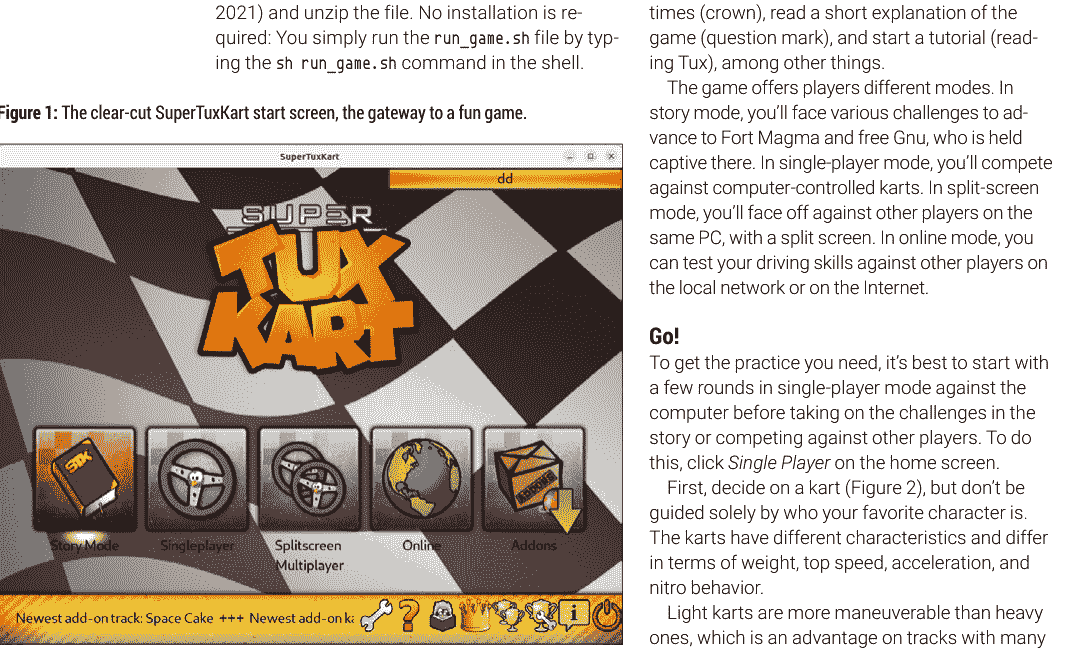 2021) and unzip the file. No installation is re-
quired: You simply run the run_game.sh file by typ-
ing the sh run_game.sh command in the shell.
Figure 1: The clear-cut SuperTuxKart start screen, the gateway to a fun game.
SuperTuxKart
dd
SUPER
TUX
KART
STK
ADDONS
Story Mode
Singleplayer
Splitscreen
Multiplayer
Online
Addons
Newest add-on track: Space Cake +++ Newest add-on ka
times (crown), read a short explanation of the
game (question mark), and start a tutorial (read-
ing Tux), among other things.
The game offers players different modes. In
story mode, you'll face various challenges to ad-
vance to Fort Magma and free Gnu, who is held
captive there. In single-player mode, you'll compete
against computer-controlled karts. In split-screen
mode, you'll face off against other players on the
same PC, with a split screen. In online mode, you
can test your driving skills against other players on
the local network or on the Internet.
Go!
To get the practice you need, it's best to start with
a few rounds in single-player mode against the
computer before taking on the challenges in the
story or competing against other players. To do
this, click Single Player on the home screen.
First, decide on a kart (Figure 2), but don't be
guided solely by who your favorite character is.
The karts have different characteristics and differ
in terms of weight, top speed, acceleration, and
nitro behavior.
Light karts are more maneuverable than heavy
ones, which is an advantage on tracks with many